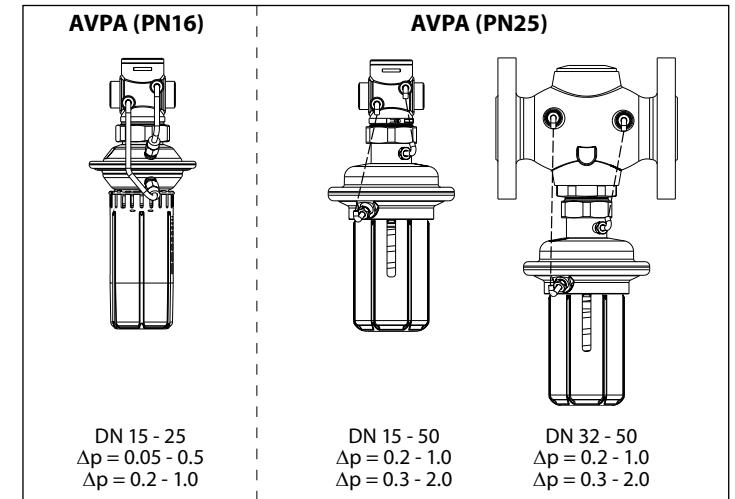 AVPA (PN16)
AVPA (PN25)
DN 15 - 25
Δp = 0.05 - 0.5
Δp = 0.2 - 1.0
DN 15 - 50
Δp = 0.2 - 1.0
Δp = 0.3 - 2.0
DN 32 - 50
Δp = 0.2 - 1.0
Δp = 0.3 - 2.0